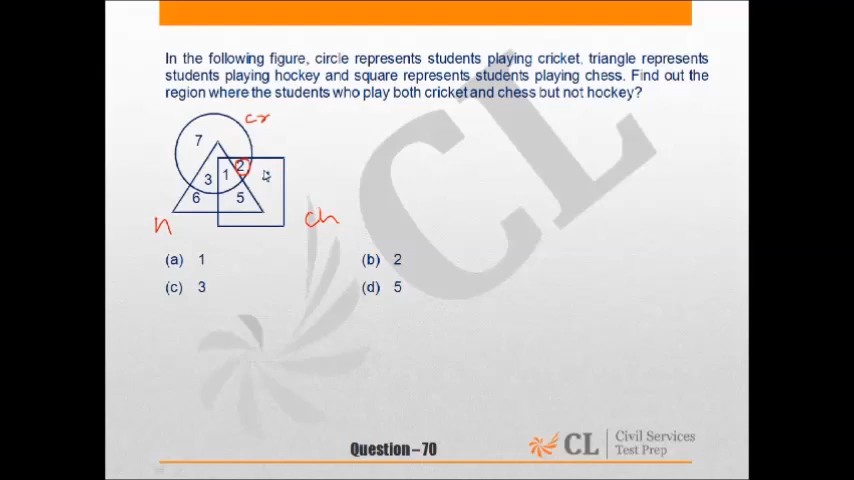 In the following figure, circle represents students playing cricket, triangle represents
students playing hockey and square represents students playing chess. Find out the
region where the students who play both cricket and chess but not hockey?
cr
7
2
3 1
6 5
h
ch
(a) 1 (b) 2
(c) 3 (d) 5
CL
Question – 70
CL Civil Services
Test Prep